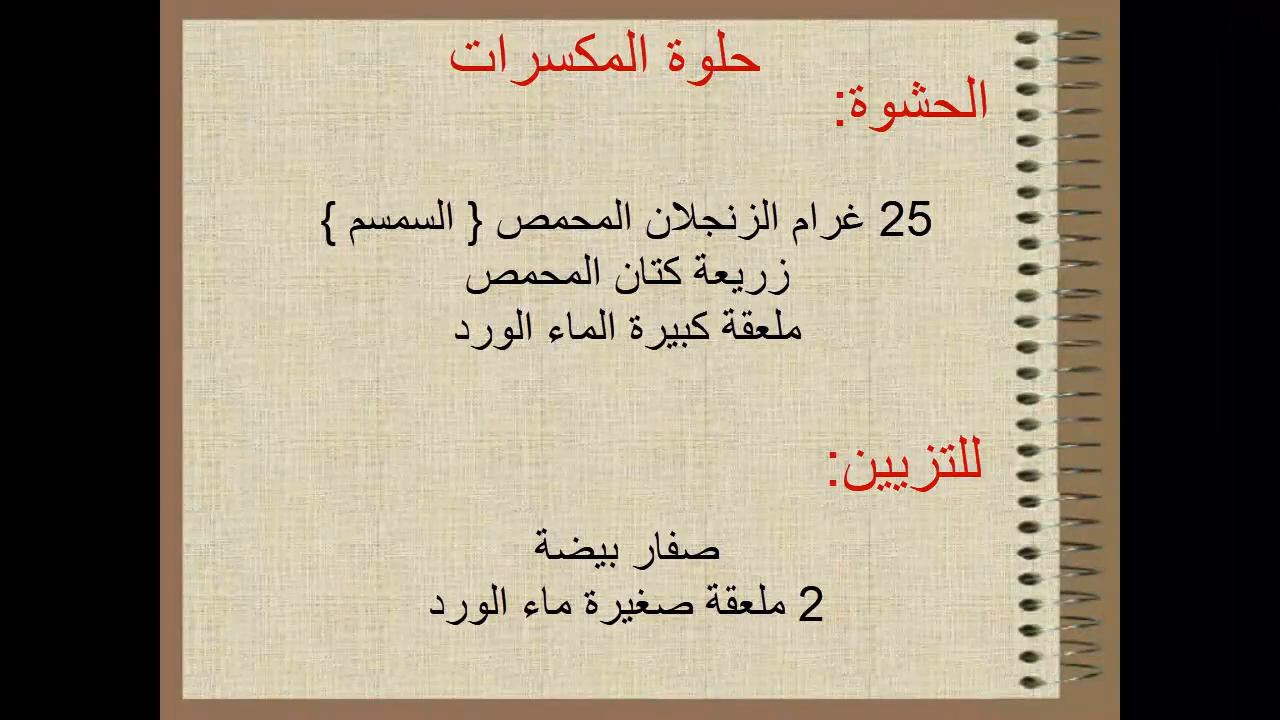 حلوة المكسرات
الحشوة:
25 غرام الزنجلان المحمص { السمسم }
زريعة كتان المحمص
ملعقة كبيرة الماء الورد
للتزيين:
صفار بيضة
2 ملعقة صغيرة ماء الورد